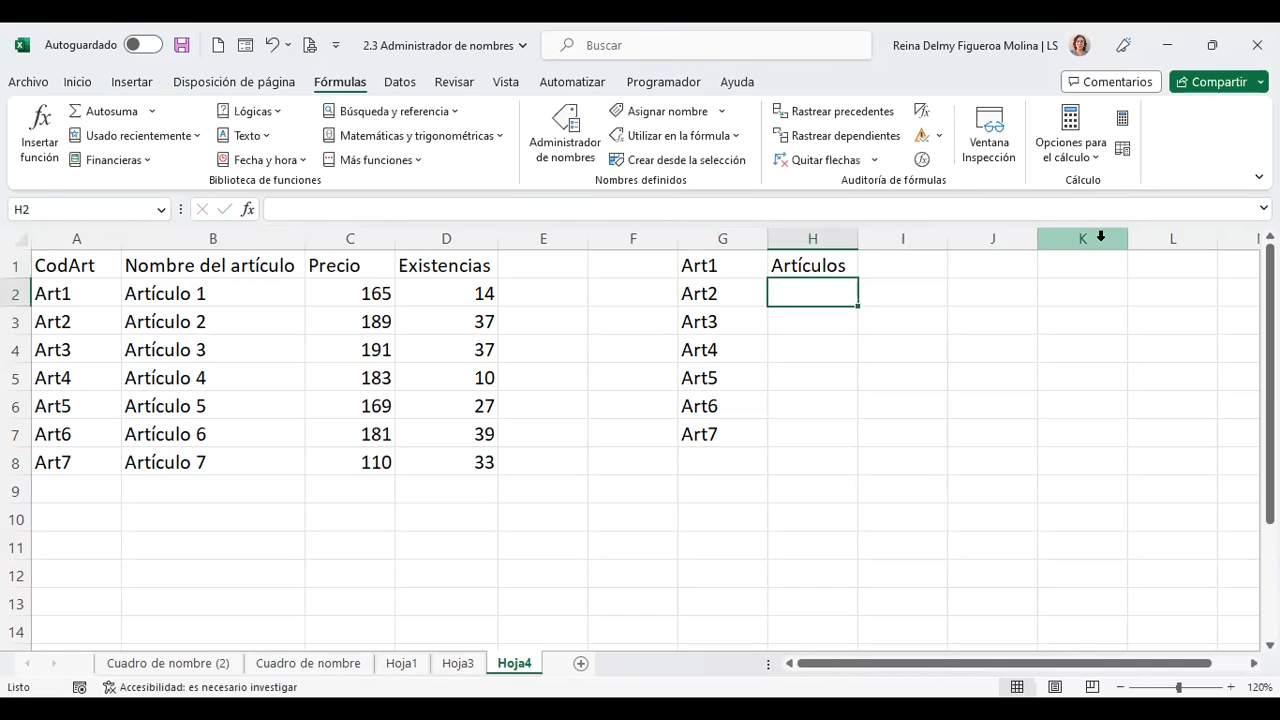 Autoguardado
2.3 Administrador de nombres
Buscar
Reina Delmy Figueroa Molina | LS
Archivo Inicio Insertar Disposición de página Fórmulas Datos Revisar Vista Automatizar Programador Ayuda
Comentarios Compartir
fx Insertar función
Autosuma
Usado recientemente
Financieras
Lógicas
Texto
Fecha y hora
Búsqueda y referencia
Matemáticas y trigonométricas
Más funciones
Biblioteca de funciones
Administrador de nombres
Asignar nombre
Utilizar en la fórmula
Crear desde la selección
Nombres definidos
Rastrear precedentes
Rastrear dependientes
Quitar flechas
Auditoría de fórmulas
Ventana Inspección
Opciones para el cálculo
Cálculo
H2 fx
A B C D E F G H I J K L
1 CodArt Nombre del artículo Precio Existencias Art1 Artículos
2 Art1 Artículo 1 165 14 Art2
3 Art2 Artículo 2 189 37 Art3
4 Art3 Artículo 3 191 37 Art4
5 Art4 Artículo 4 183 10 Art5
6 Art5 Artículo 5 169 27 Art6
7 Art6 Artículo 6 181 39 Art7
8 Art7 Artículo 7 110 33
9
10
11
12
13
14
Cuadro de nombre (2) Cuadro de nombre Hoja1 Hoja3 Hoja4
Listo Accesibilidad: es necesario investigar 120%